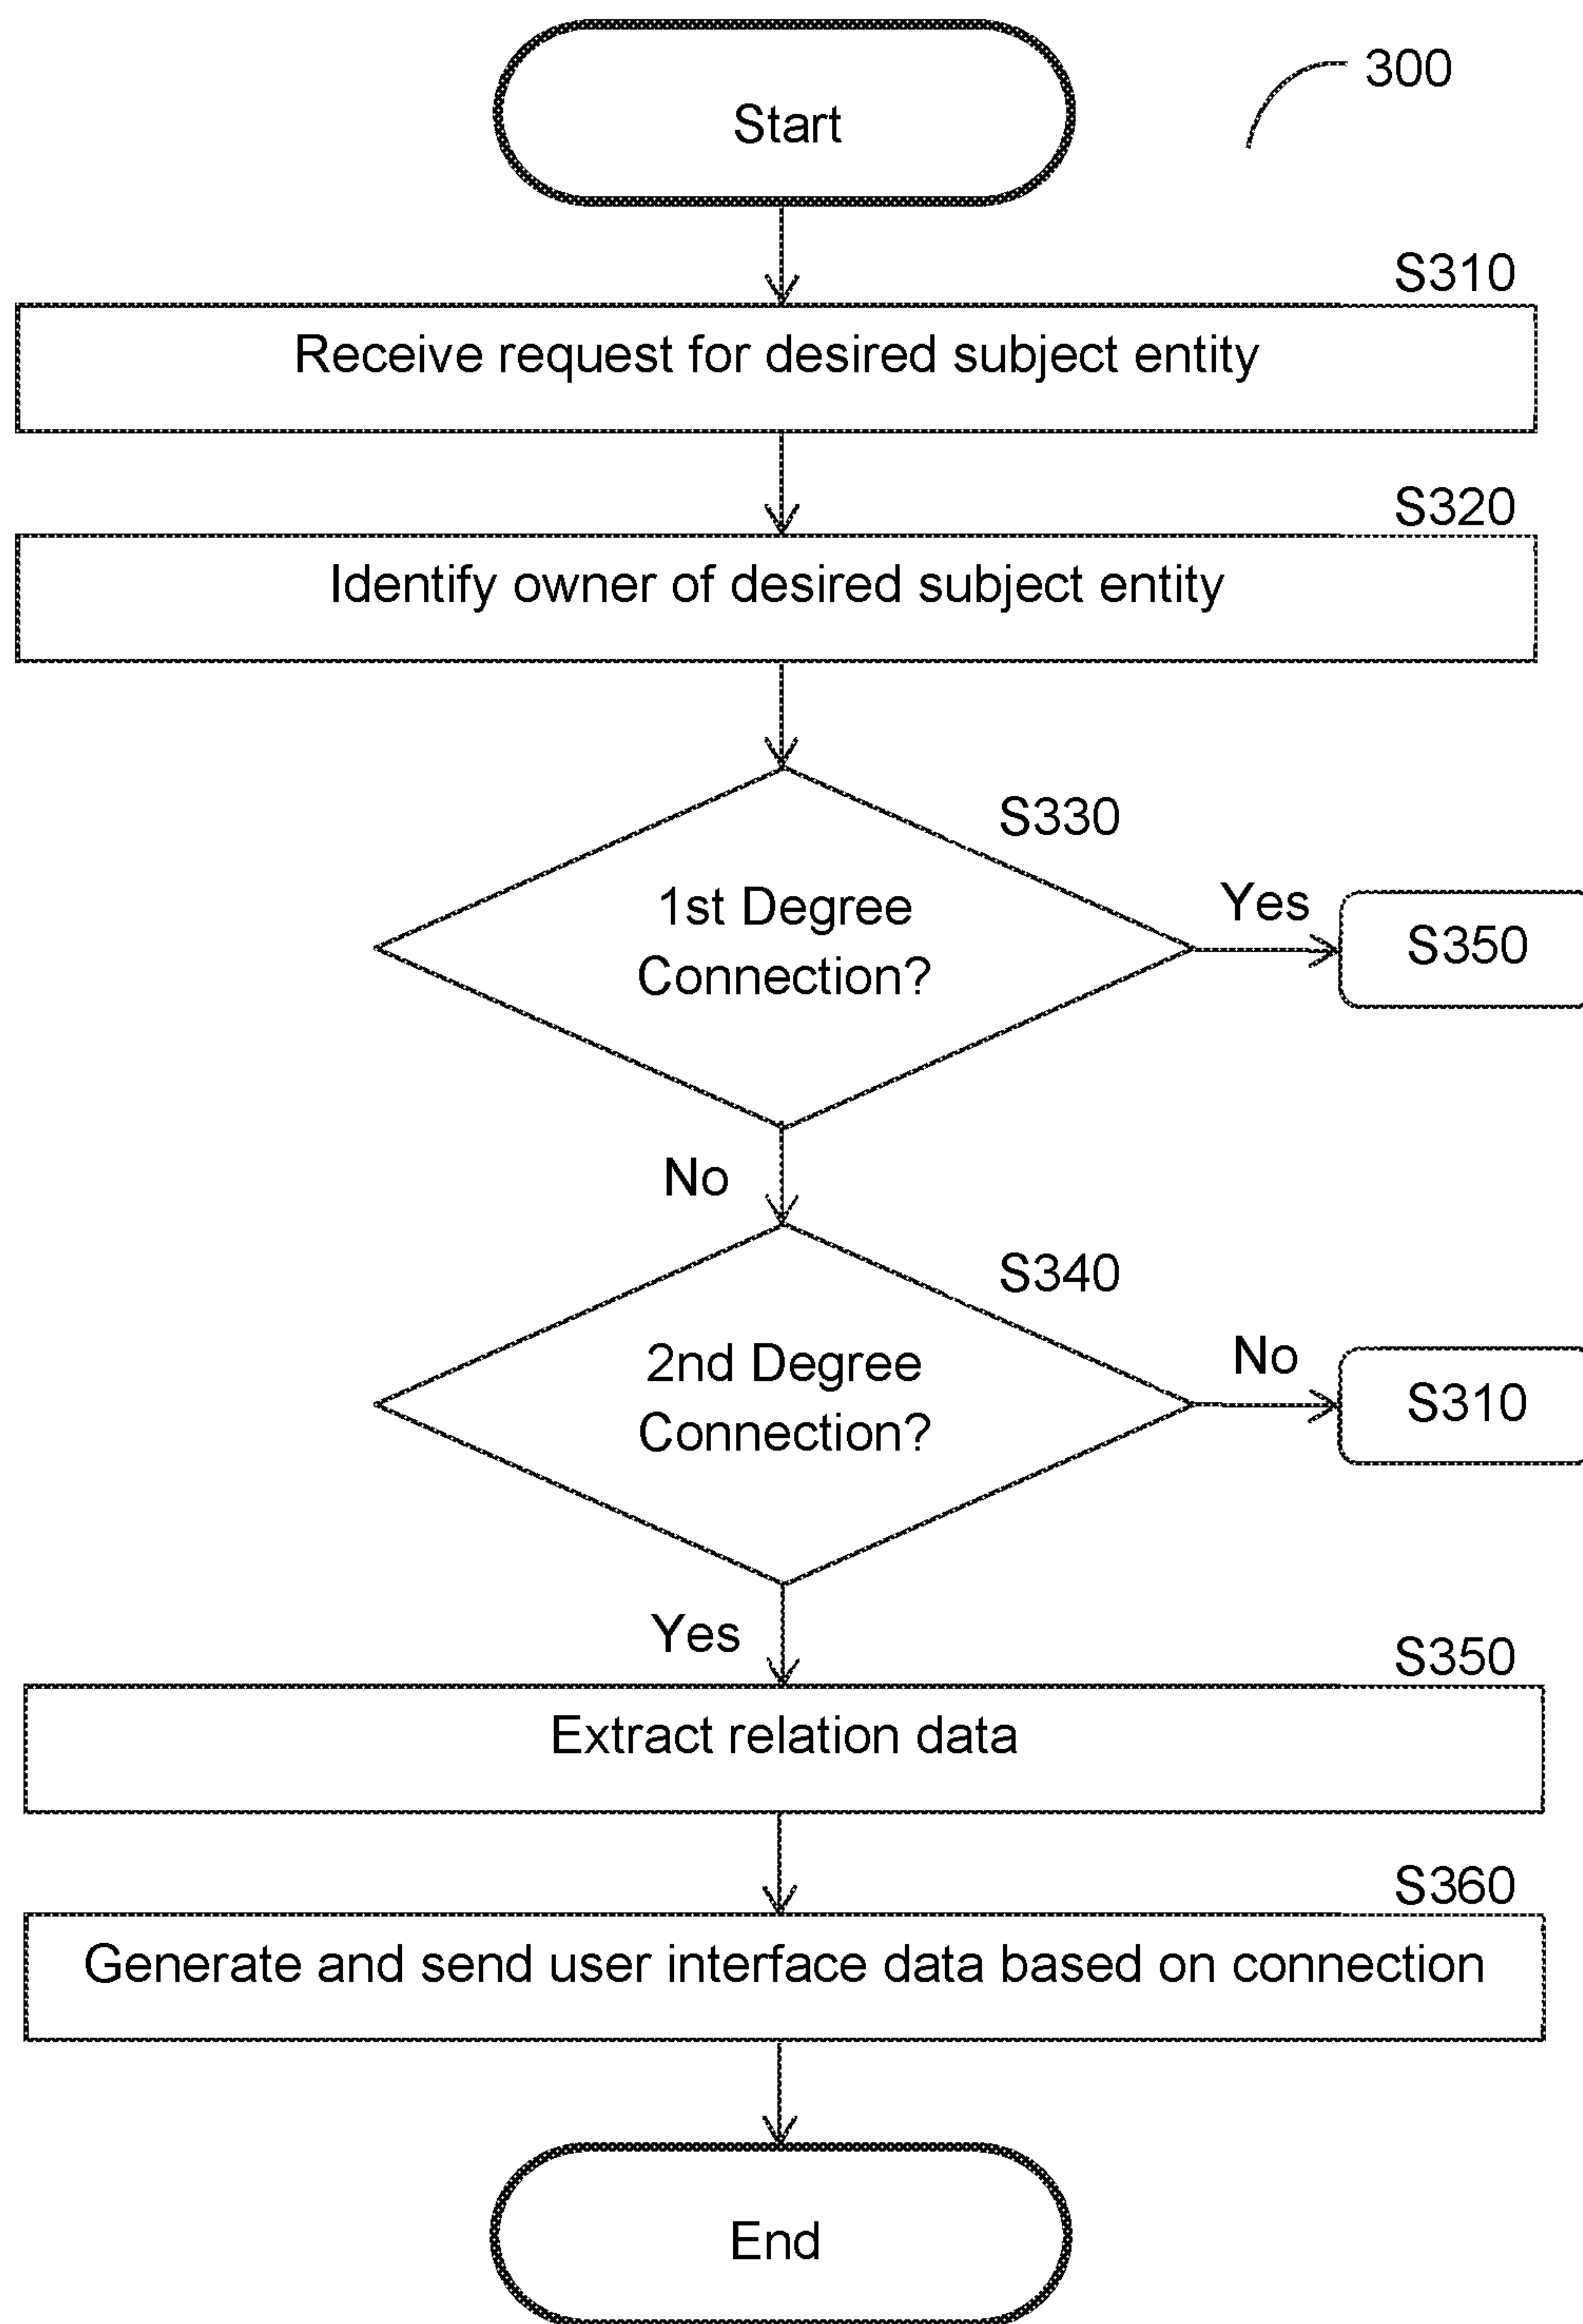 Start
300
S310
Receive request for desired subject entity
S320
Identify owner of desired subject entity
S330
1st Degree
Connection?
Yes
S350
No
S340
2nd Degree
Connection?
No
S310
Yes
S350
Extract relation data
S360
Generate and send user interface data based on connection
End